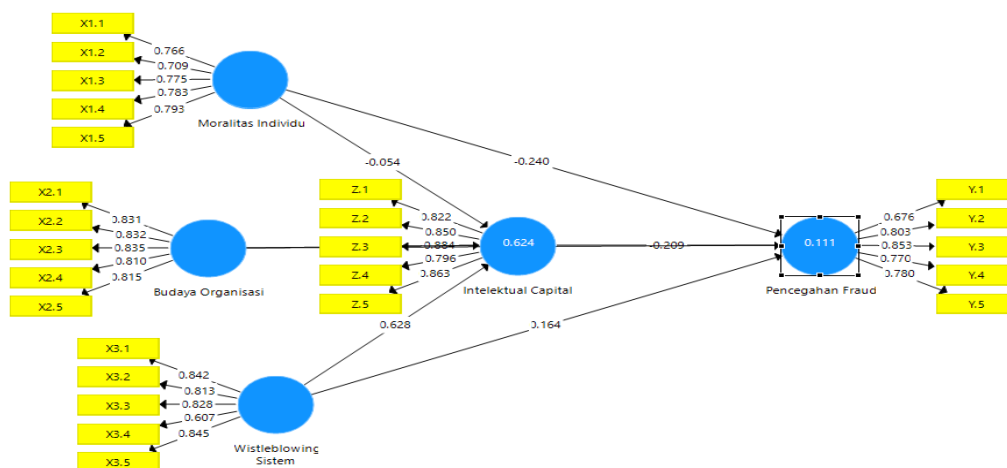 X1.1
X1.2
X1.3
X1.4
X1.5
0.766
0.709
0.775
0.783
0.793
Moralitas Individu
-0.054
-0.240
X2.1
X2.2
X2.3
X2.4
X2.5
0.831
0.832
0.835
0.810
0.815
Budaya Organisasi
Z.1
Z.2
Z.3
Z.4
Z.5
0.822
0.850
0.884
0.796
0.863
0.624
Intelektual Capital
-0.209
0.111
Pencegahan Fraud
0.676
0.803
0.853
0.770
0.780
Y.1
Y.2
Y.3
Y.4
Y.5
0.628
0.164
X3.1
X3.2
X3.3
X3.4
X3.5
0.842
0.813
0.828
0.607
0.845
Wistleblowing
Sistem